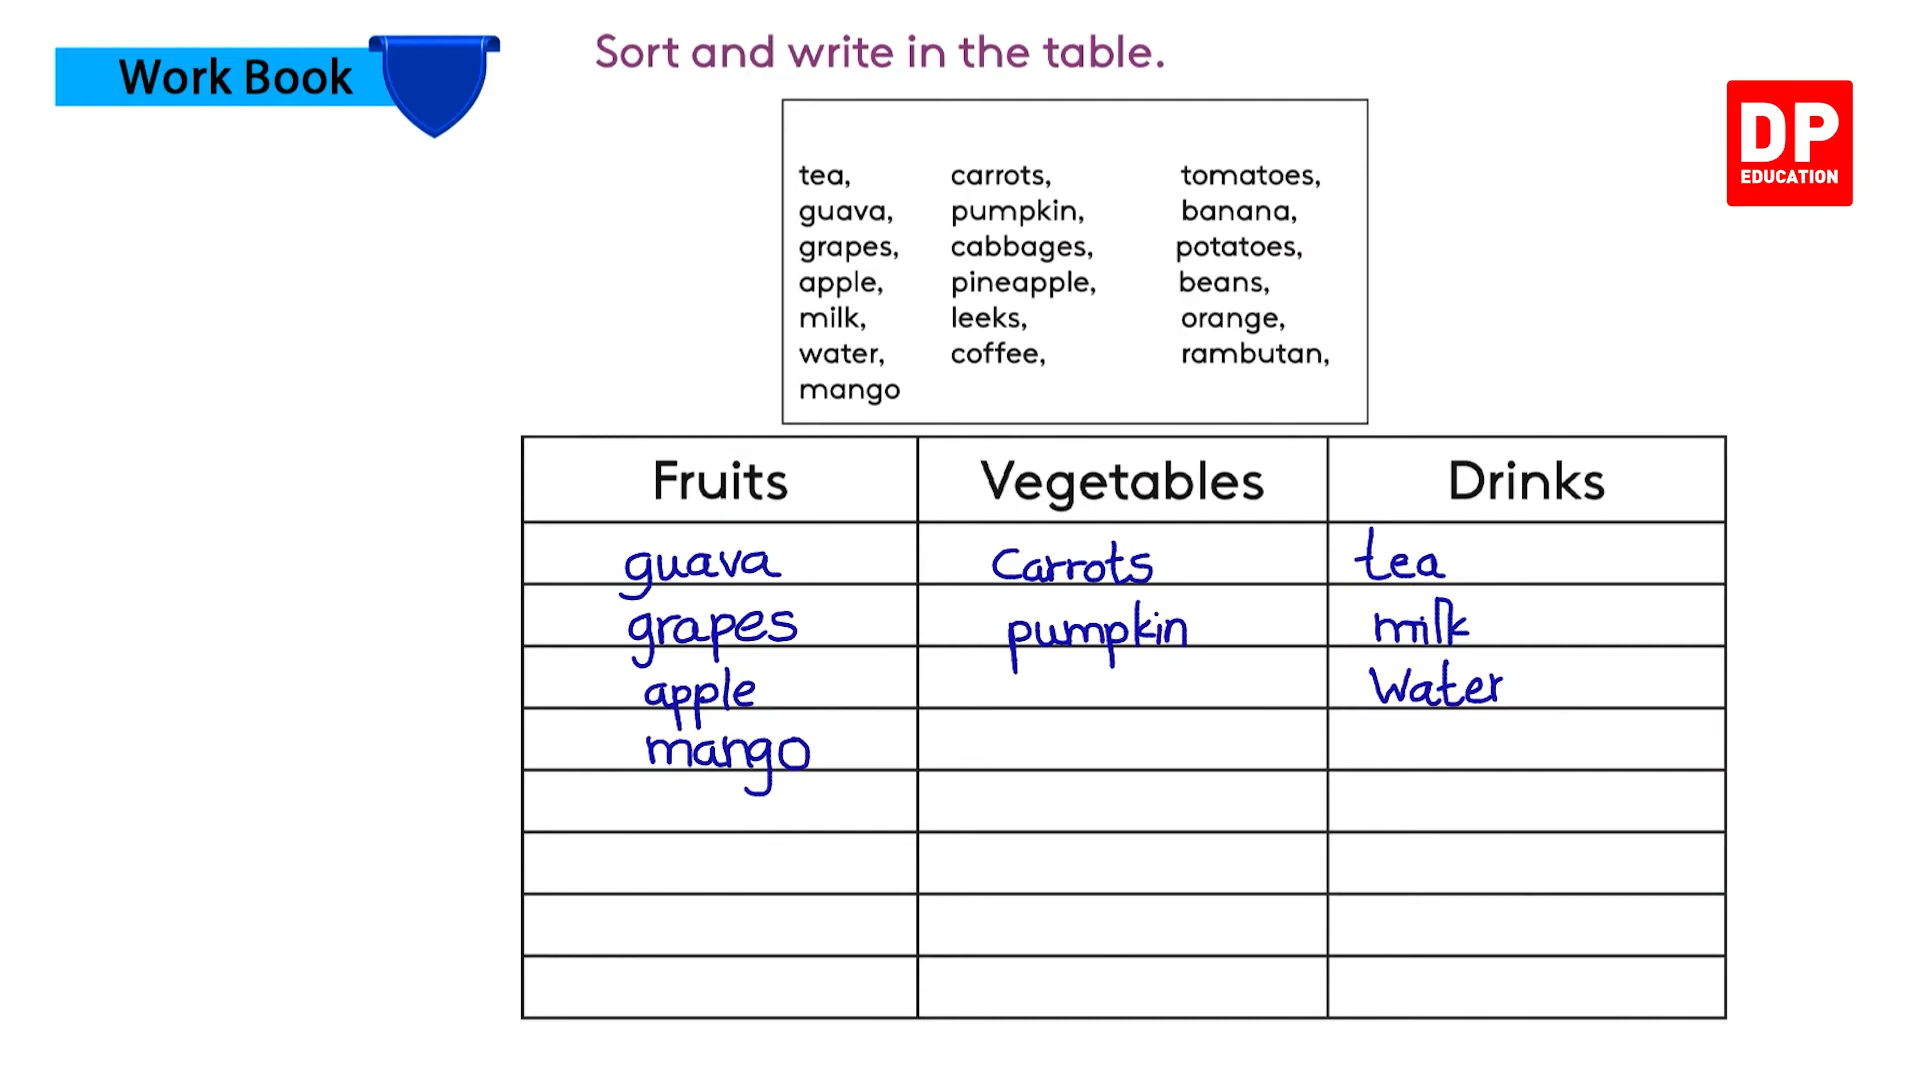 Work Book
Sort and write in the table.
DP
EDUCATION
tea, carrots, tomatoes,
guava, pumpkin, banana,
grapes, cabbages, potatoes,
apple, pineapple, beans,
milk, leeks, orange,
water, coffee, rambutan,
mango
Fruits Vegetables Drinks
guava Carrots tea
grapes pumpkin milk
apple Water
mango